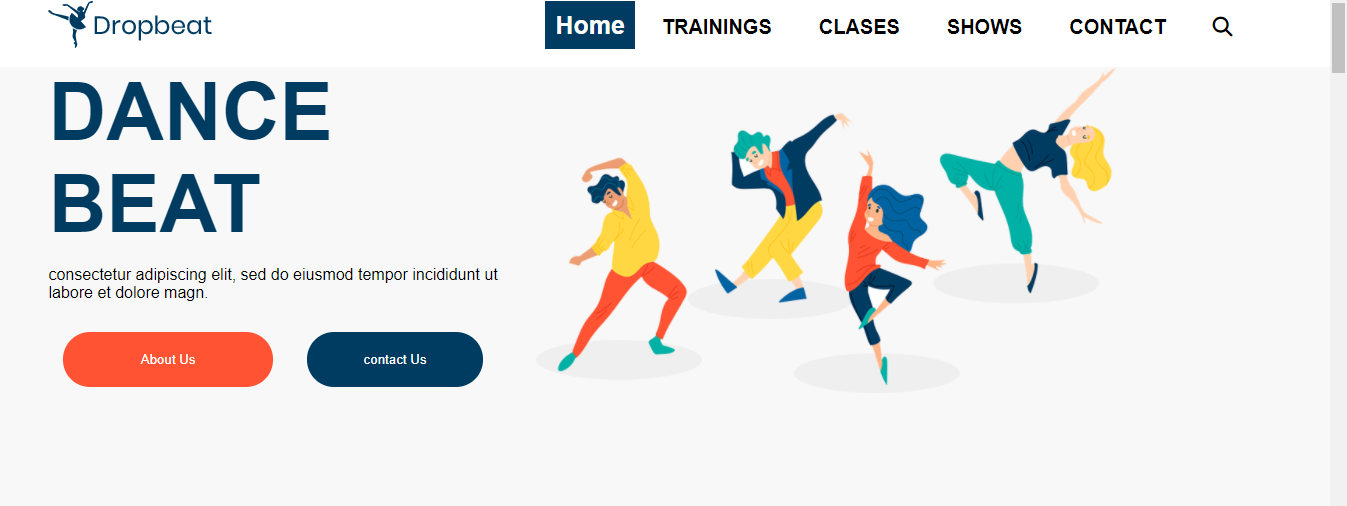 Dropbeat
Home TRAININGS CLASES SHOWS CONTACT
DANCE
BEAT
consectetur adipiscing elit, sed do eiusmod tempor incididunt ut
labore et dolore magn.
About Us contact Us